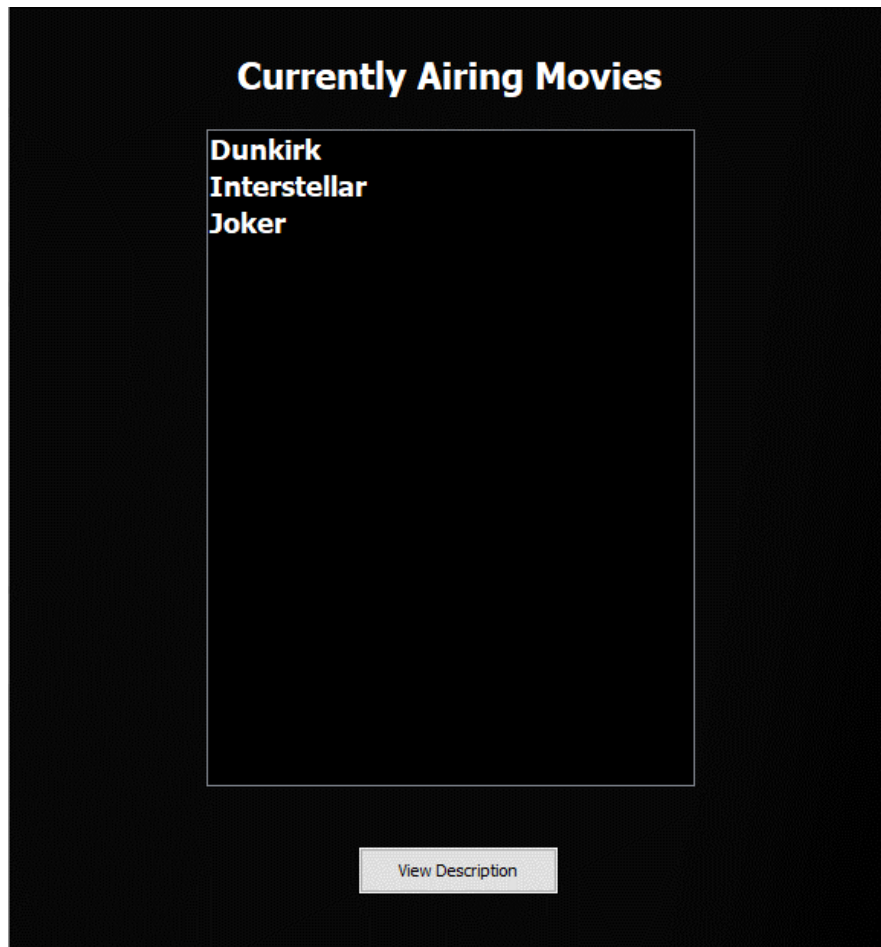 Currently Airing Movies
Dunkirk
Interstellar
Joker
View Description